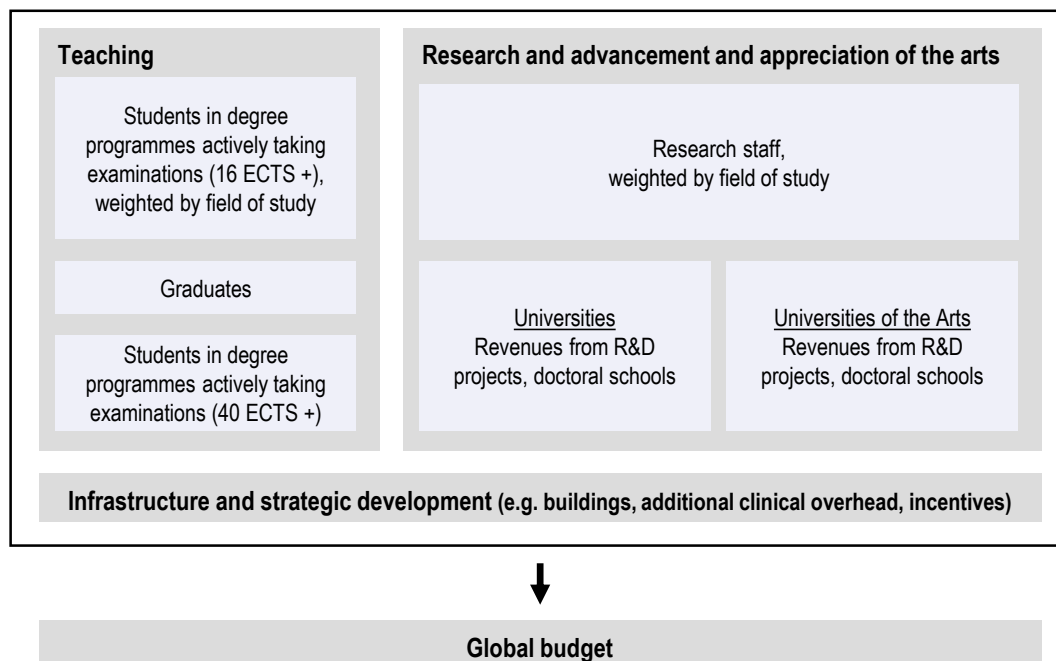 Teaching
Students in degree
programmes actively taking
examinations (16 ECTS +),
weighted by field of study
Graduates
Students in degree
programmes actively taking
examinations (40 ECTS +)
Research and advancement and appreciation of the arts
Research staff,
weighted by field of study
Universities
Revenues from R&D
projects, doctoral schools
Universities of the Arts
Revenues from R&D
projects, doctoral schools
Infrastructure and strategic development (e.g. buildings, additional clinical overhead, incentives)
Global budget